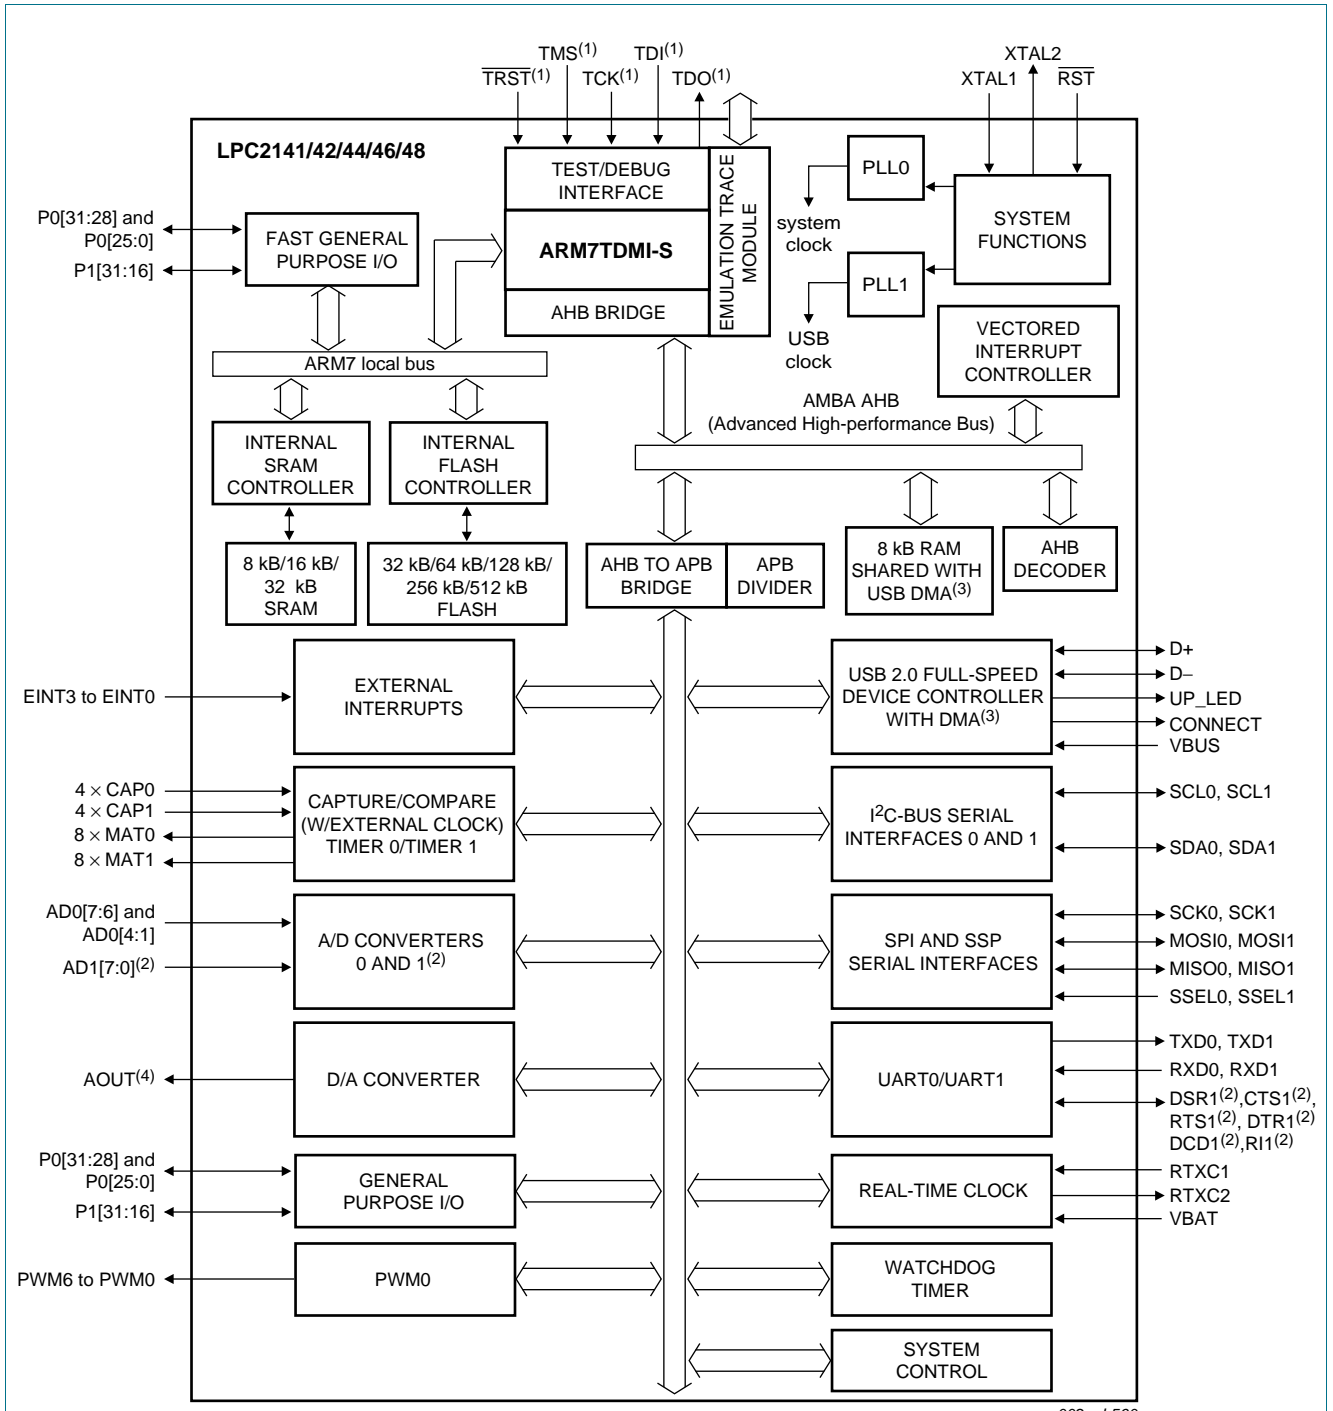 TMS(1)
TDI(1)
XTAL2
TRST(1)
TCK(1)
TDO(1)
XTAL1
RST
LPC2141/42/44/46/48
TEST/DEBUG
INTERFACE
EMULATION TRACE
MODULE
PLL0
system
clock
SYSTEM
FUNCTIONS
P0[31:28] and
P0[25:0]
P1[31:16]
FAST GENERAL
PURPOSE I/O
ARM7TDMI-S
AHB BRIDGE
PLL1
USB
clock
VECTORED
INTERRUPT
CONTROLLER
ARM7 local bus
AMBA AHB
(Advanced High-performance Bus)
INTERNAL
SRAM
CONTROLLER
INTERNAL
FLASH
CONTROLLER
8 kB/16 kB/
32 kB
SRAM
32 kB/64 kB/128 kB/
256 kB/512 kB
FLASH
AHB TO APB
BRIDGE
APB
DIVIDER
8 kB RAM
SHARED WITH
USB DMA(3)
AHB
DECODER
EINT3 to EINT0
EXTERNAL
INTERRUPTS
USB 2.0 FULL-SPEED
DEVICE CONTROLLER
WITH DMA(3)
D+
D−
UP_LED
CONNECT
VBUS
4 × CAP0
4 × CAP1
8 × MAT0
8 × MAT1
CAPTURE/COMPARE
(W/EXTERNAL CLOCK)
TIMER 0/TIMER 1
I2C-BUS SERIAL
INTERFACES 0 AND 1
SCL0, SCL1
SDA0, SDA1
AD0[7:6] and
AD0[4:1]
AD1[7:0](2)
A/D CONVERTERS
0 AND 1(2)
SPI AND SSP
SERIAL INTERFACES
SCK0, SCK1
MOSI0, MOSI1
MISO0, MISO1
SSEL0, SSEL1
AOUT(4)
D/A CONVERTER
UART0/UART1
TXD0, TXD1
RXD0, RXD1
DSR1(2),CTS1(2),
RTS1(2), DTR1(2)
DCD1(2),RI1(2)
P0[31:28] and
P0[25:0]
P1[31:16]
GENERAL
PURPOSE I/O
REAL-TIME CLOCK
RTXC1
RTXC2
VBAT
PWM6 to PWM0
PWM0
WATCHDOG
TIMER
SYSTEM
CONTROL